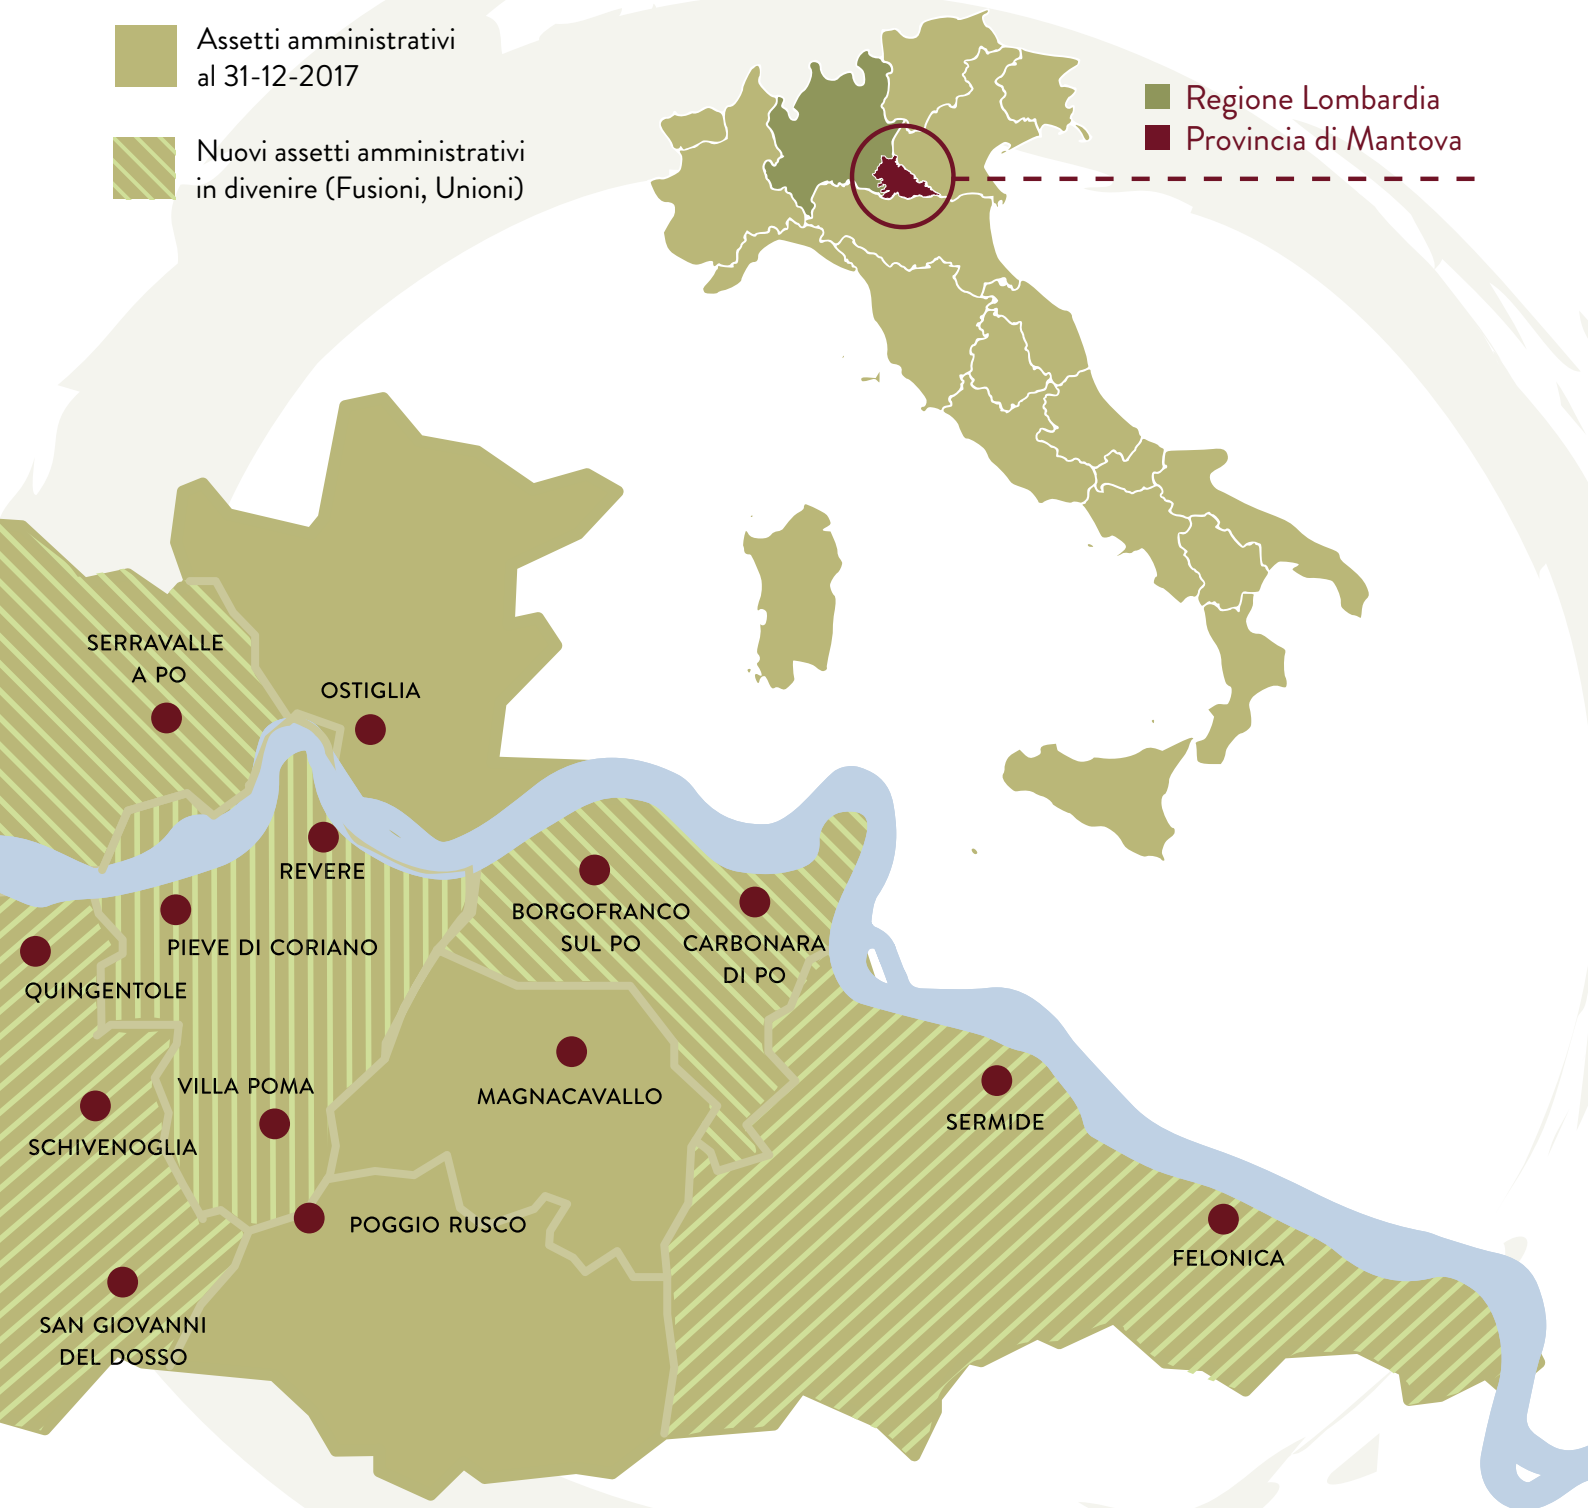 Assetti amministrativi
al 31-12-2017
Nuovi assetti amministrativi
in divenire (Fusioni, Unioni)
Regione Lombardia
Provincia di Mantova
SERRAVALLE
A PO
OSTIGLIA
REVERE
PIEVE DI CORIANO
QUINGENTOLE
BORGOFRANCO
SUL PO
CARBONARA
DI PO
VILLA POMA
MAGNACAVALLO
SERMIDE
SCHIVENOGLIA
POGGIO RUSCO
FELONICA
SAN GIOVANNI
DEL DOSSO